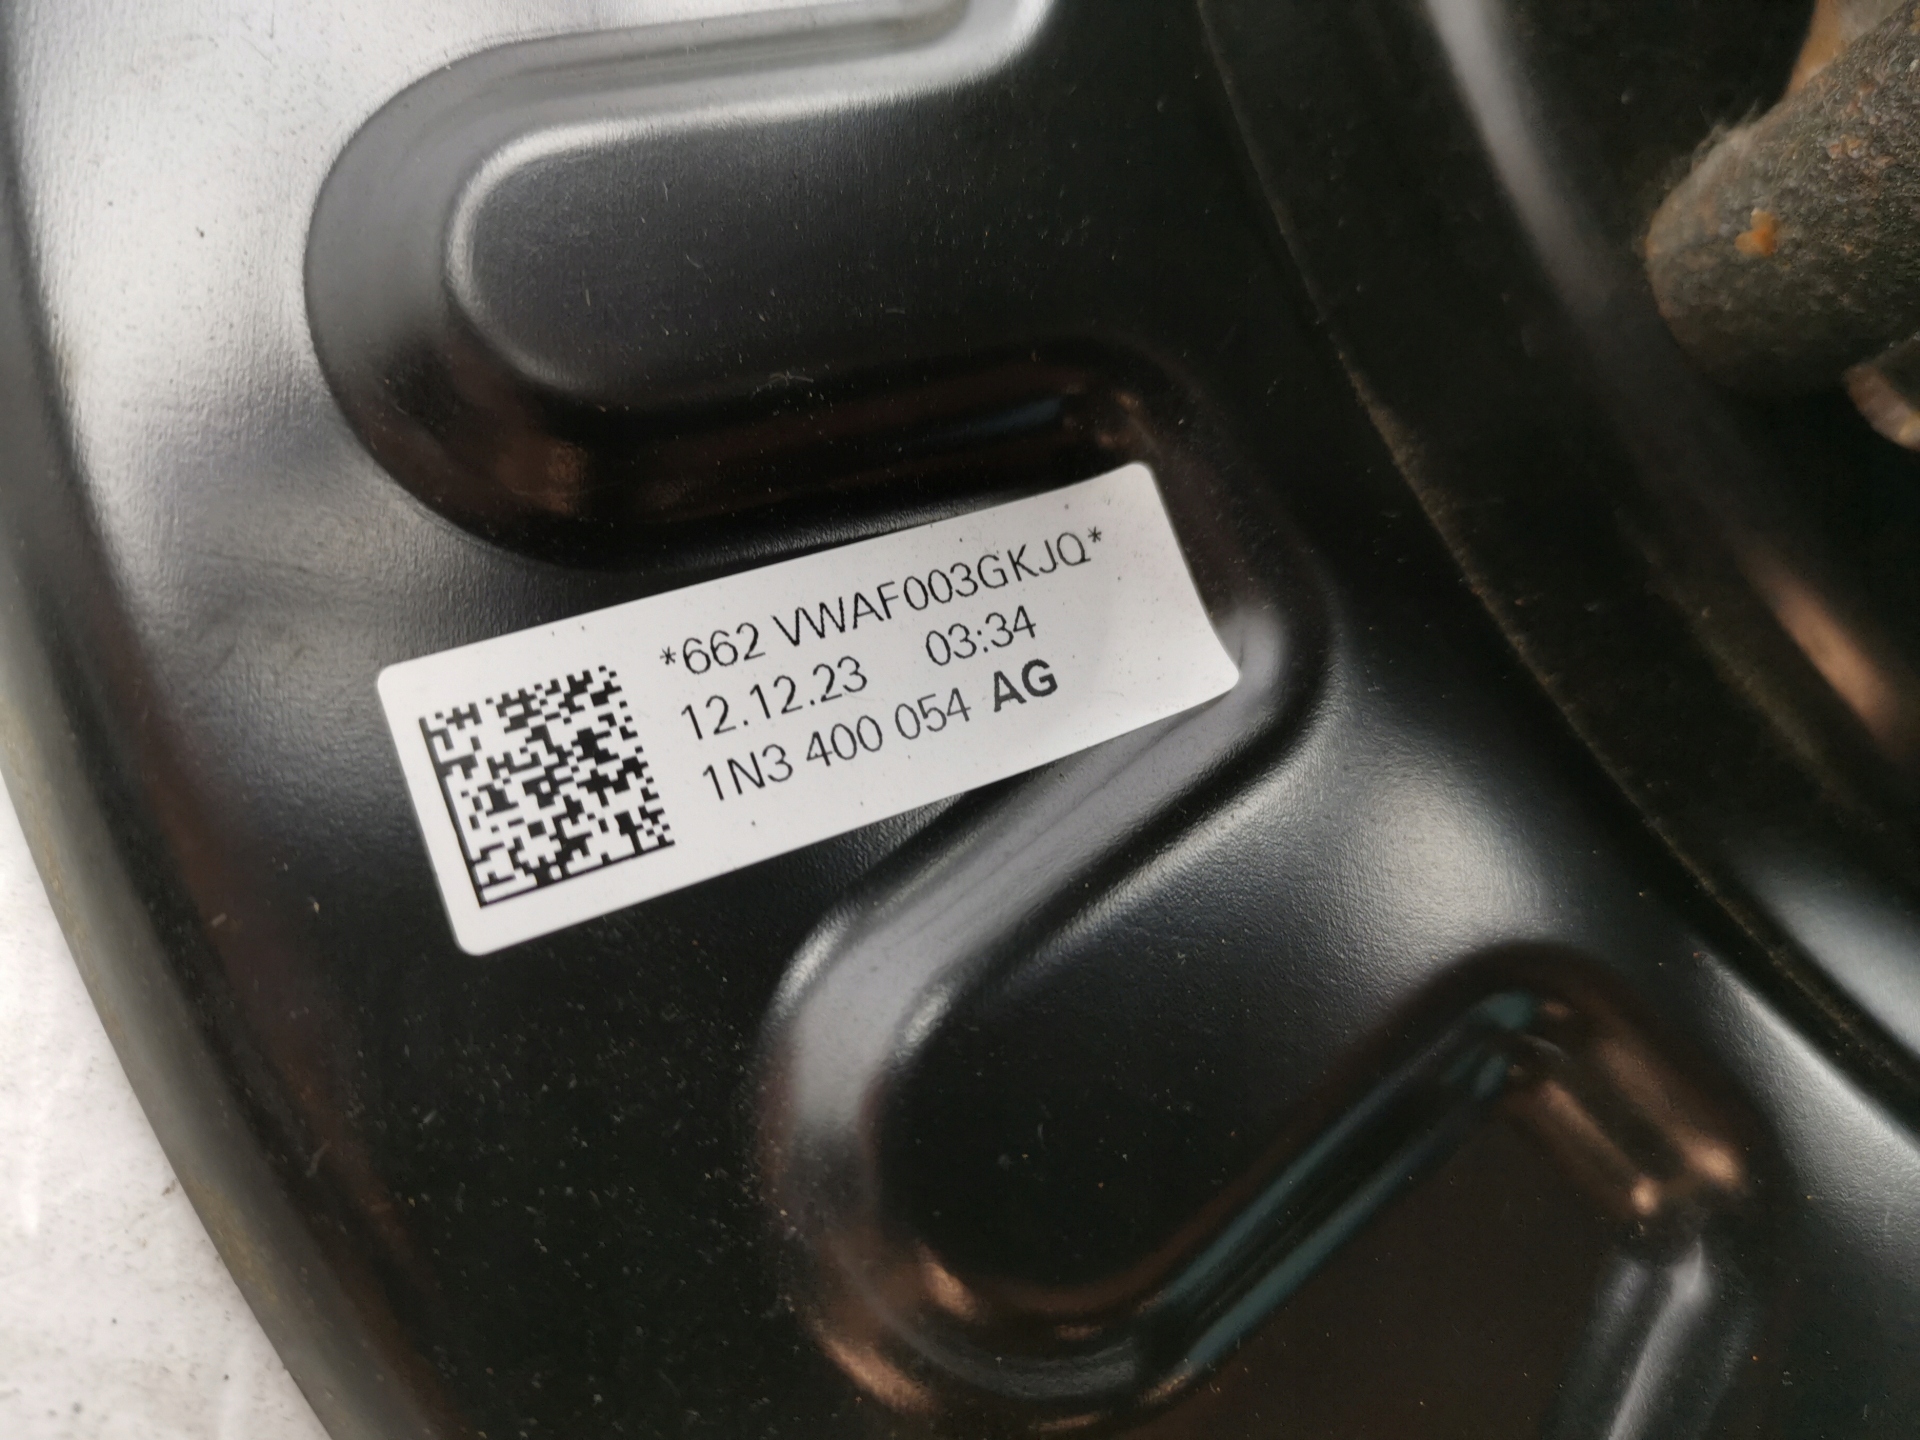 *662 VWAF003GKJQ*
12.12.23 03:34
1N3 400 054 AG